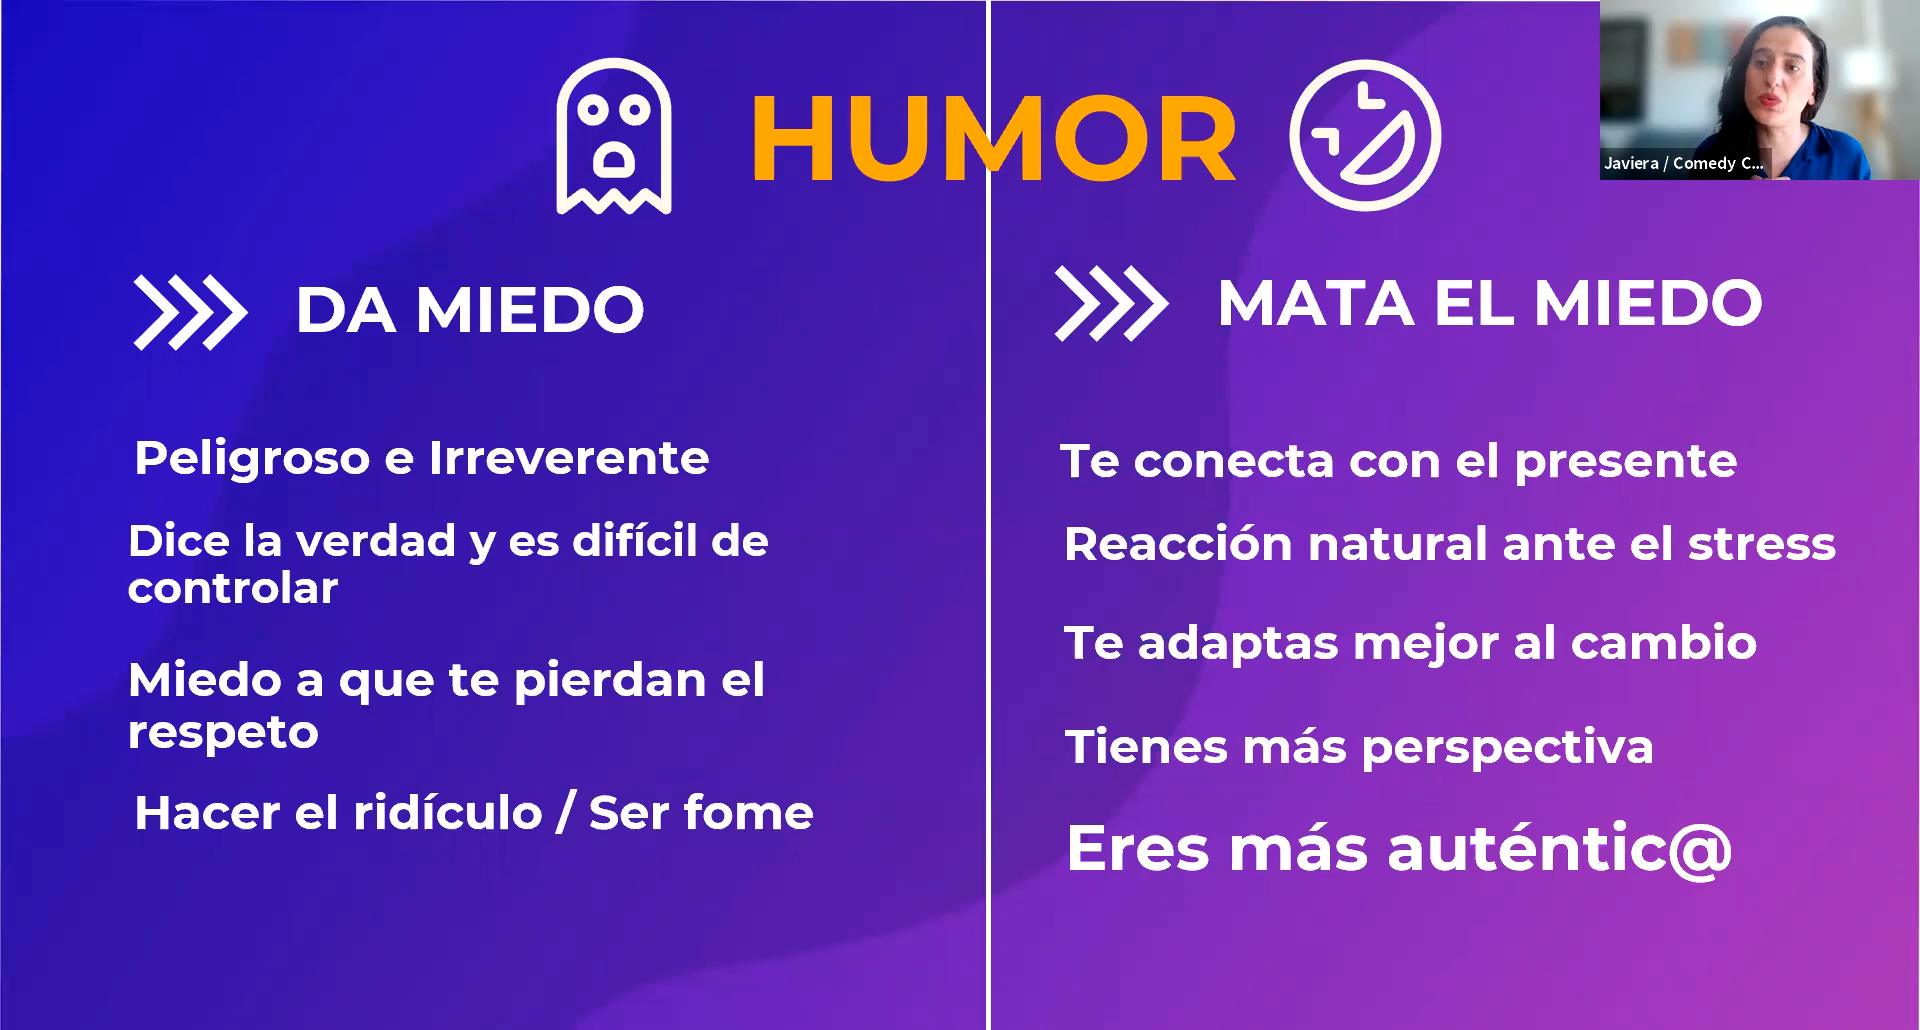 HUMOR
Javiera / Comedy C...
DA MIEDO
Peligroso e Irreverente
Dice la verdad y es difícil de
controlar
Miedo a que te pierdan el
respeto
Hacer el ridículo / Ser fome
MATA EL MIEDO
Te conecta con el presente
Reacción natural ante el stress
Te adaptas mejor al cambio
Tienes más perspectiva
Eres más auténtic@